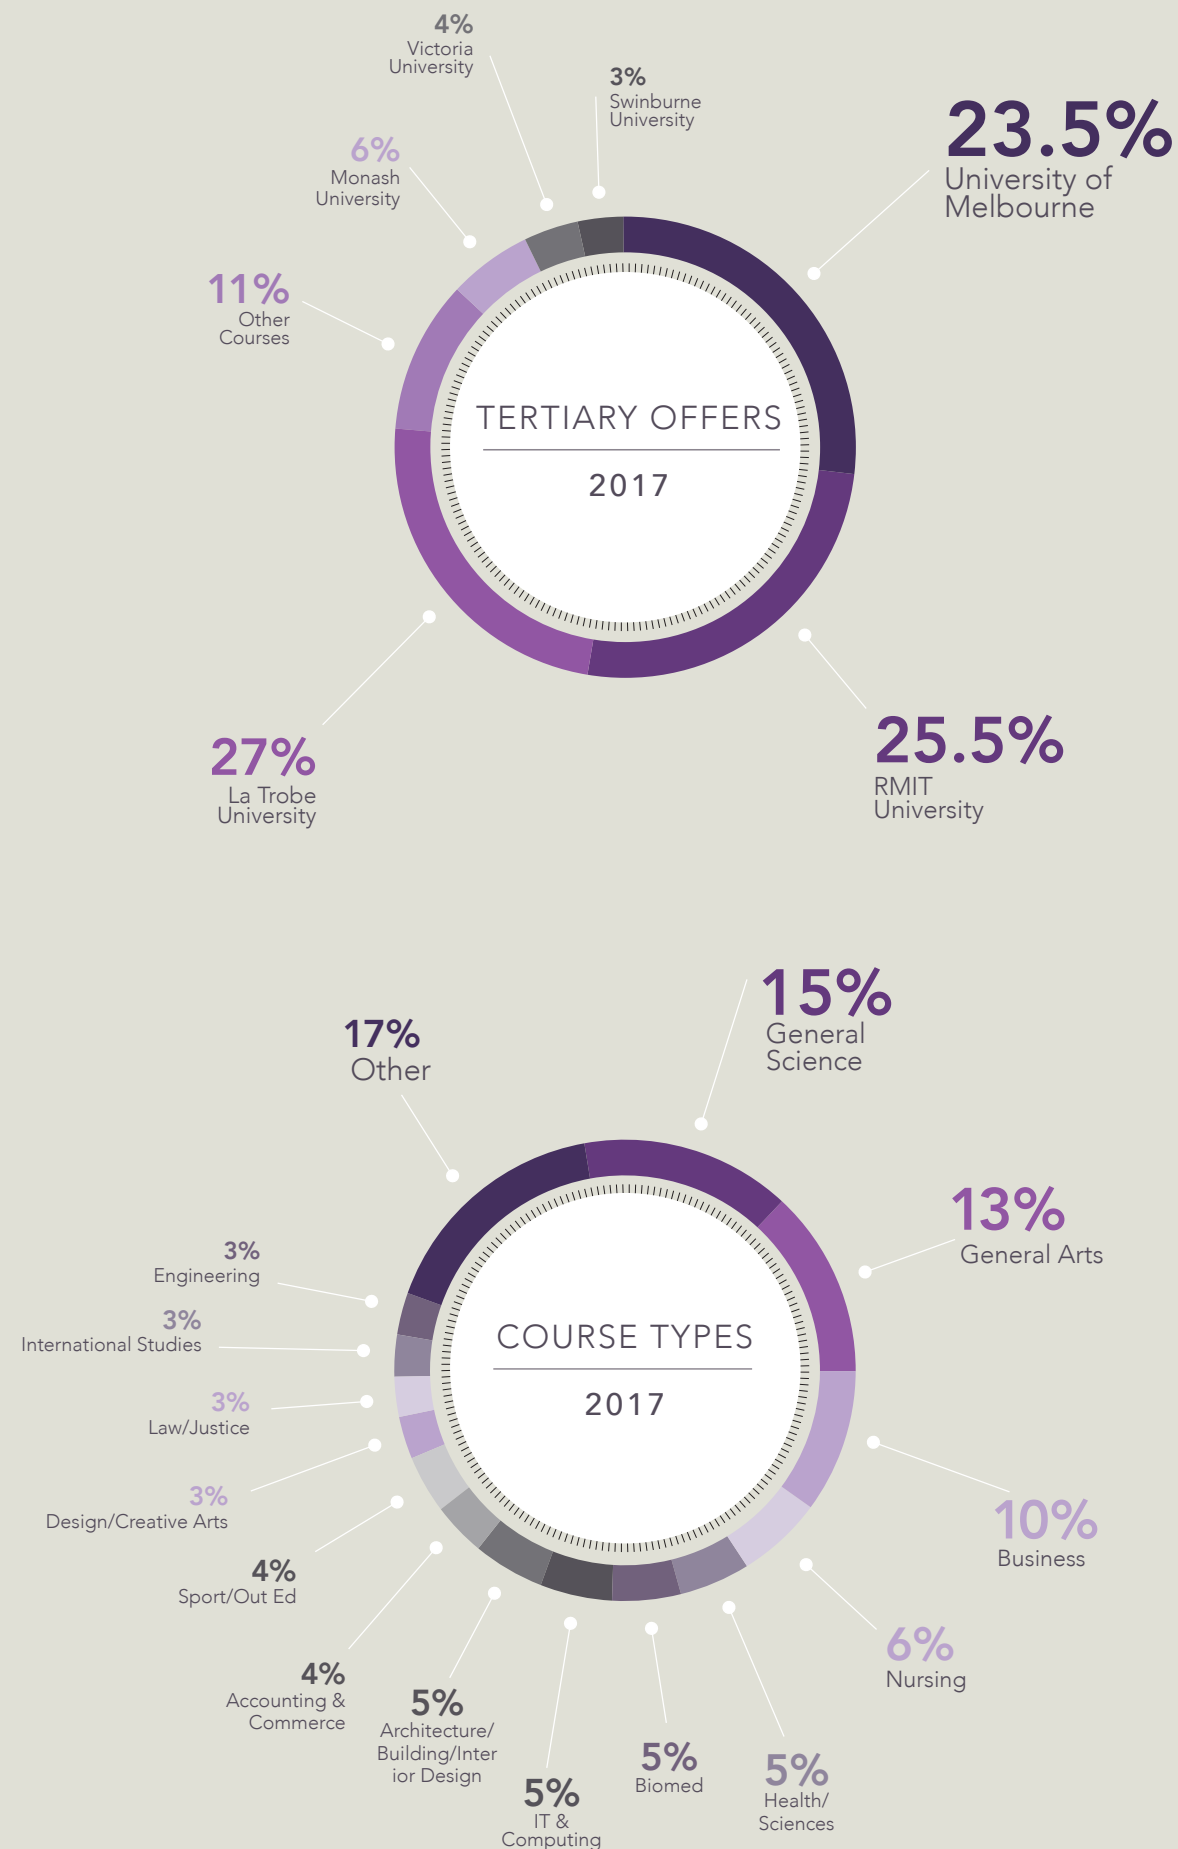 4%
Victoria
University
3%
Swinburne
University
23.5%
University of
Melbourne
6%
Monash
University
11%
Other
Courses
TERTIARY OFFERS
2017
27%
La Trobe
University
25.5%
RMIT
University
15%
General
Science
17%
Other
13%
General Arts
3%
Engineering
3%
International Studies
COURSE TYPES
2017
3%
Law/Justice
3%
Design/Creative Arts
10%
Business
4%
Sport/Out Ed
6%
Nursing
4%
Accounting &
Commerce
5%
Architecture/
Building/Inter
ior Design
5%
IT &
Computing
5%
Biomed
5%
Health/
Sciences